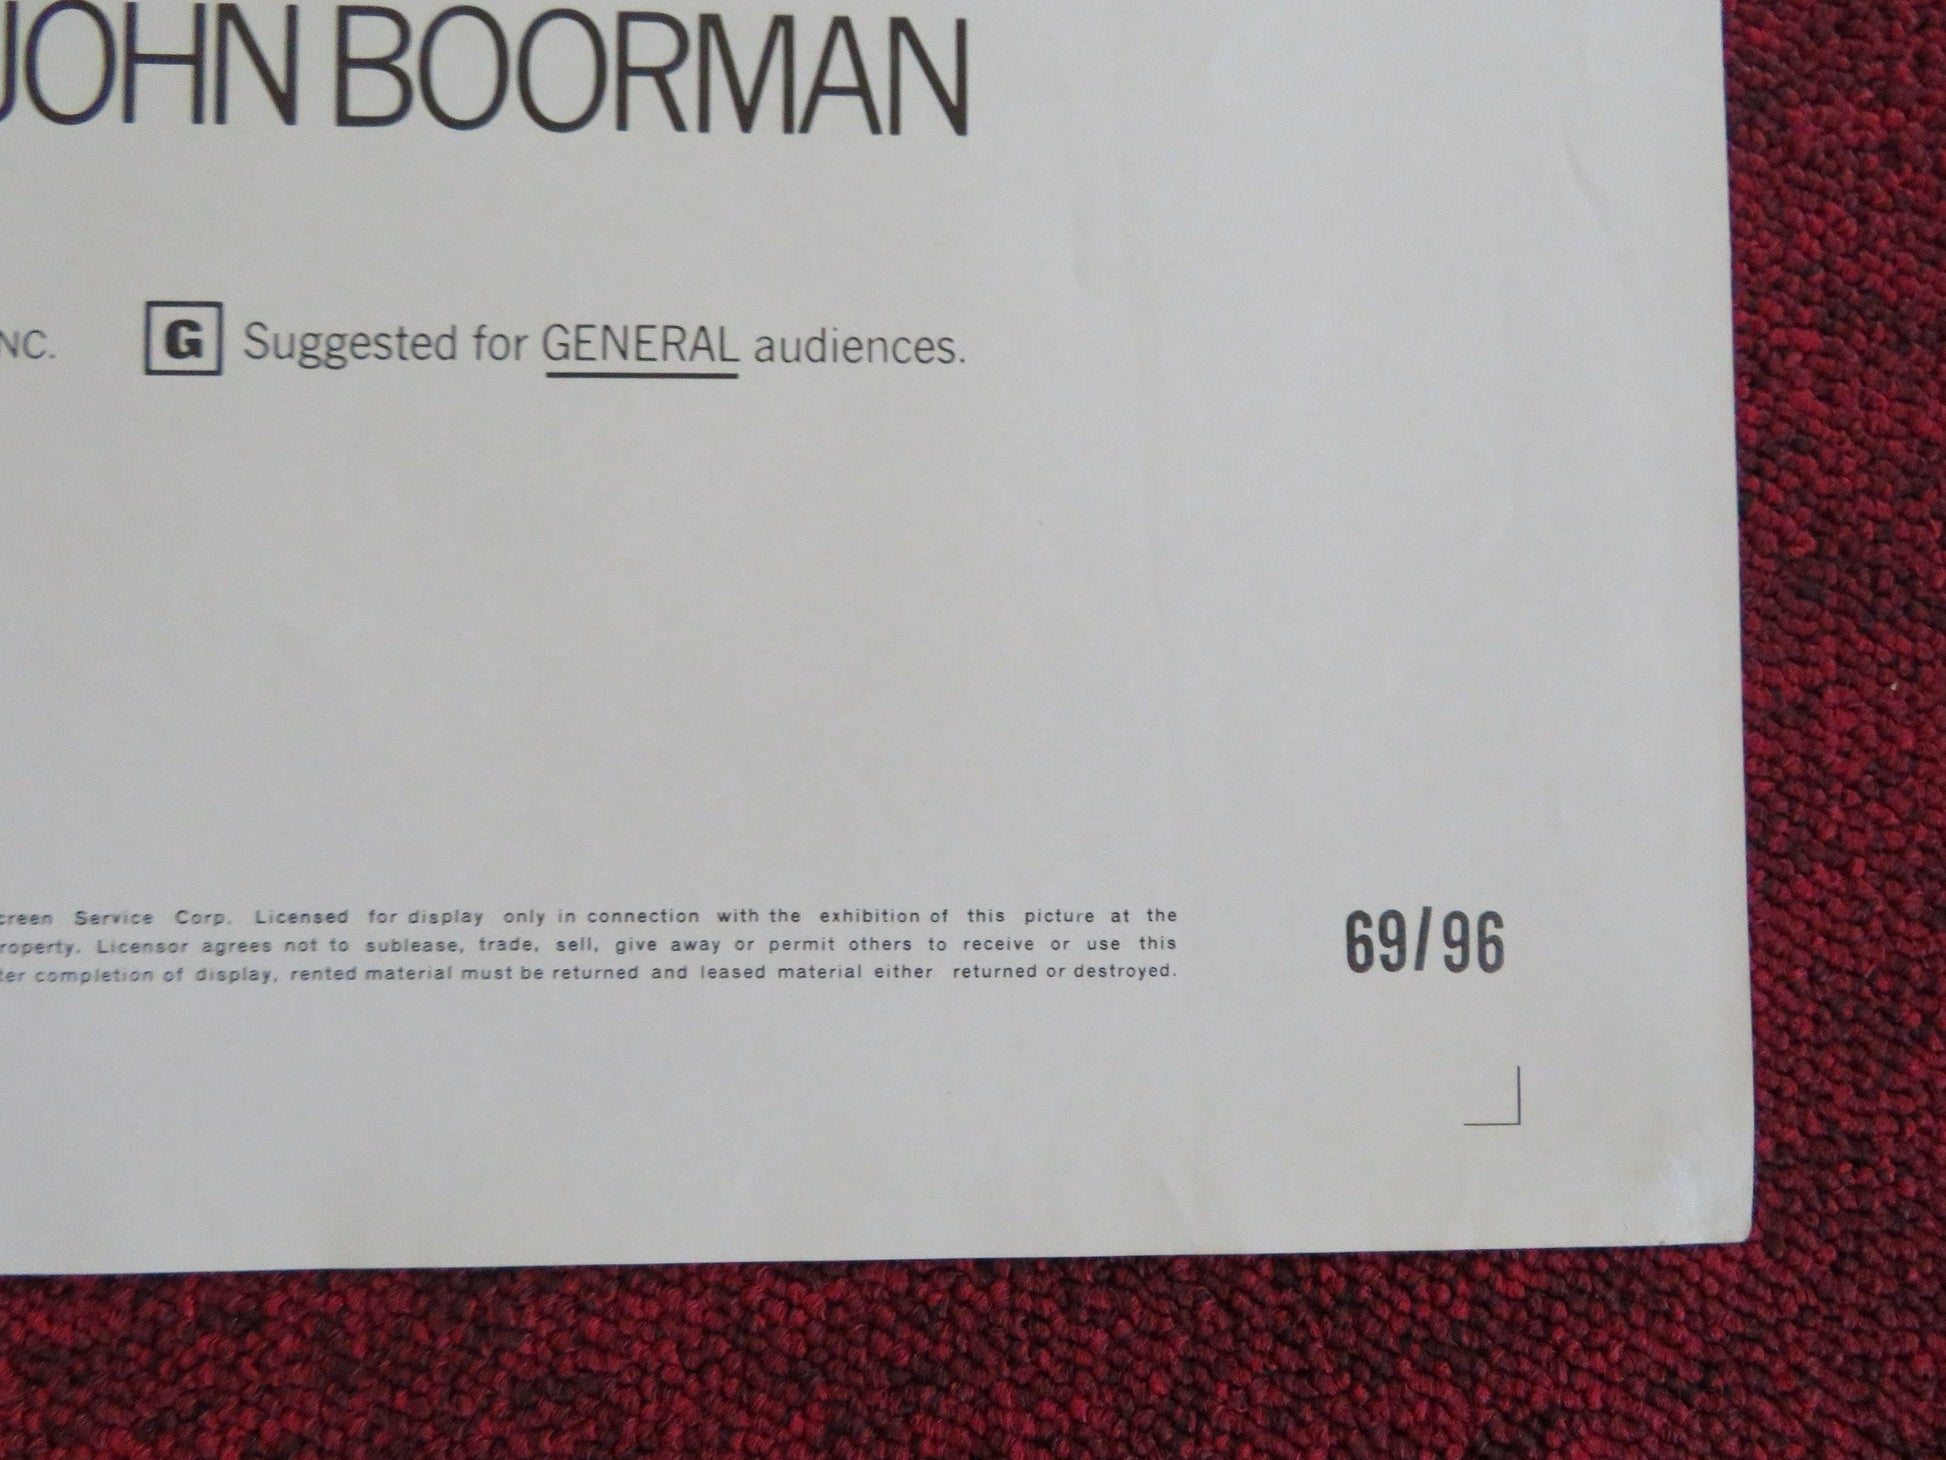 JOHN BOORMAN
NC. G Suggested for GENERAL audiences.
creen Service Corp. Licensed for display only in connection with the exhibition of this picture at the
roperty. Licensor agrees not to sublease, trade, sell, give away or permit others to receive or use this
ter completion of display, rented material must be returned and leased material either returned or destroyed.
69/96